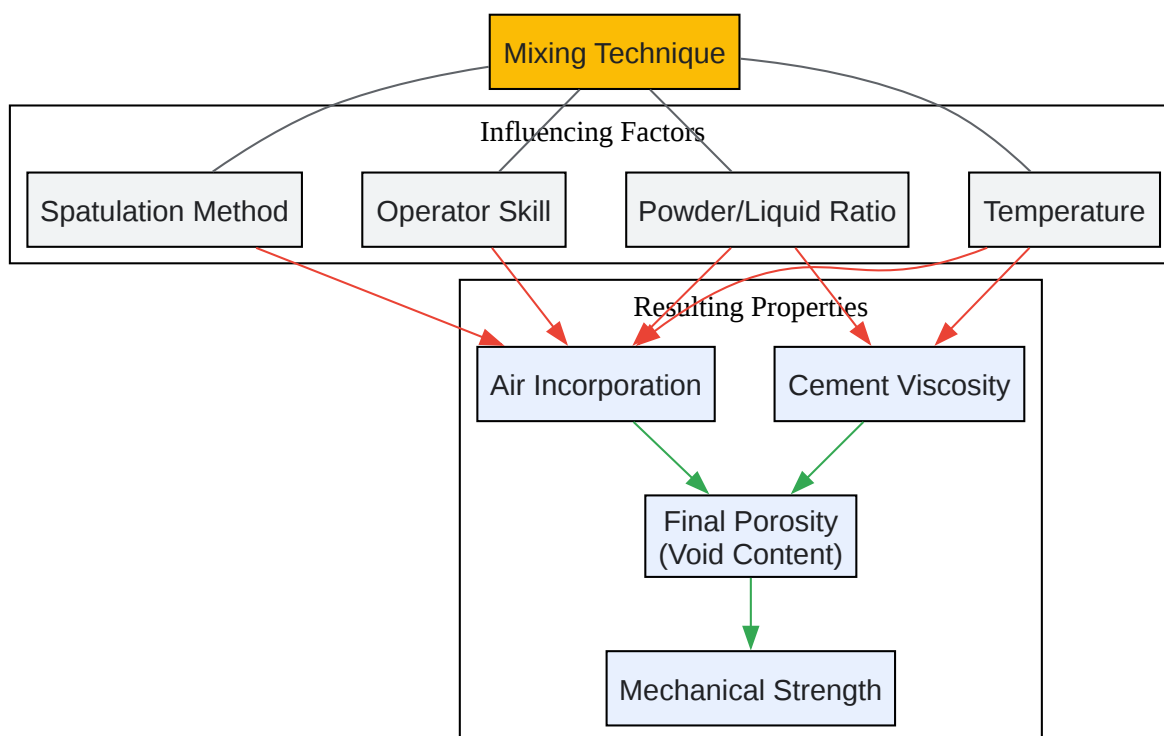 Mixing Technique
Influencing Factors
Spatulation Method
Operator Skill
Powder/Liquid Ratio
Temperature
Resulting Properties
Air Incorporation
Cement Viscosity
Final Porosity
(Void Content)
Mechanical Strength